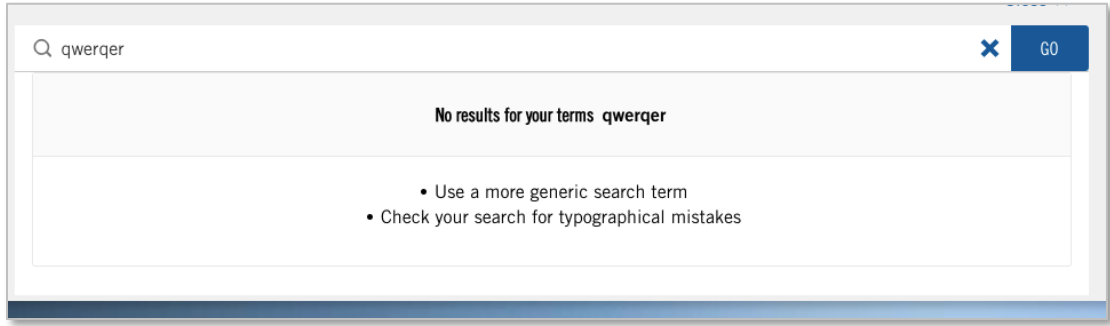 qwerqer
GO
No results for your terms qwerqer
• Use a more generic search term
• Check your search for typographical mistakes